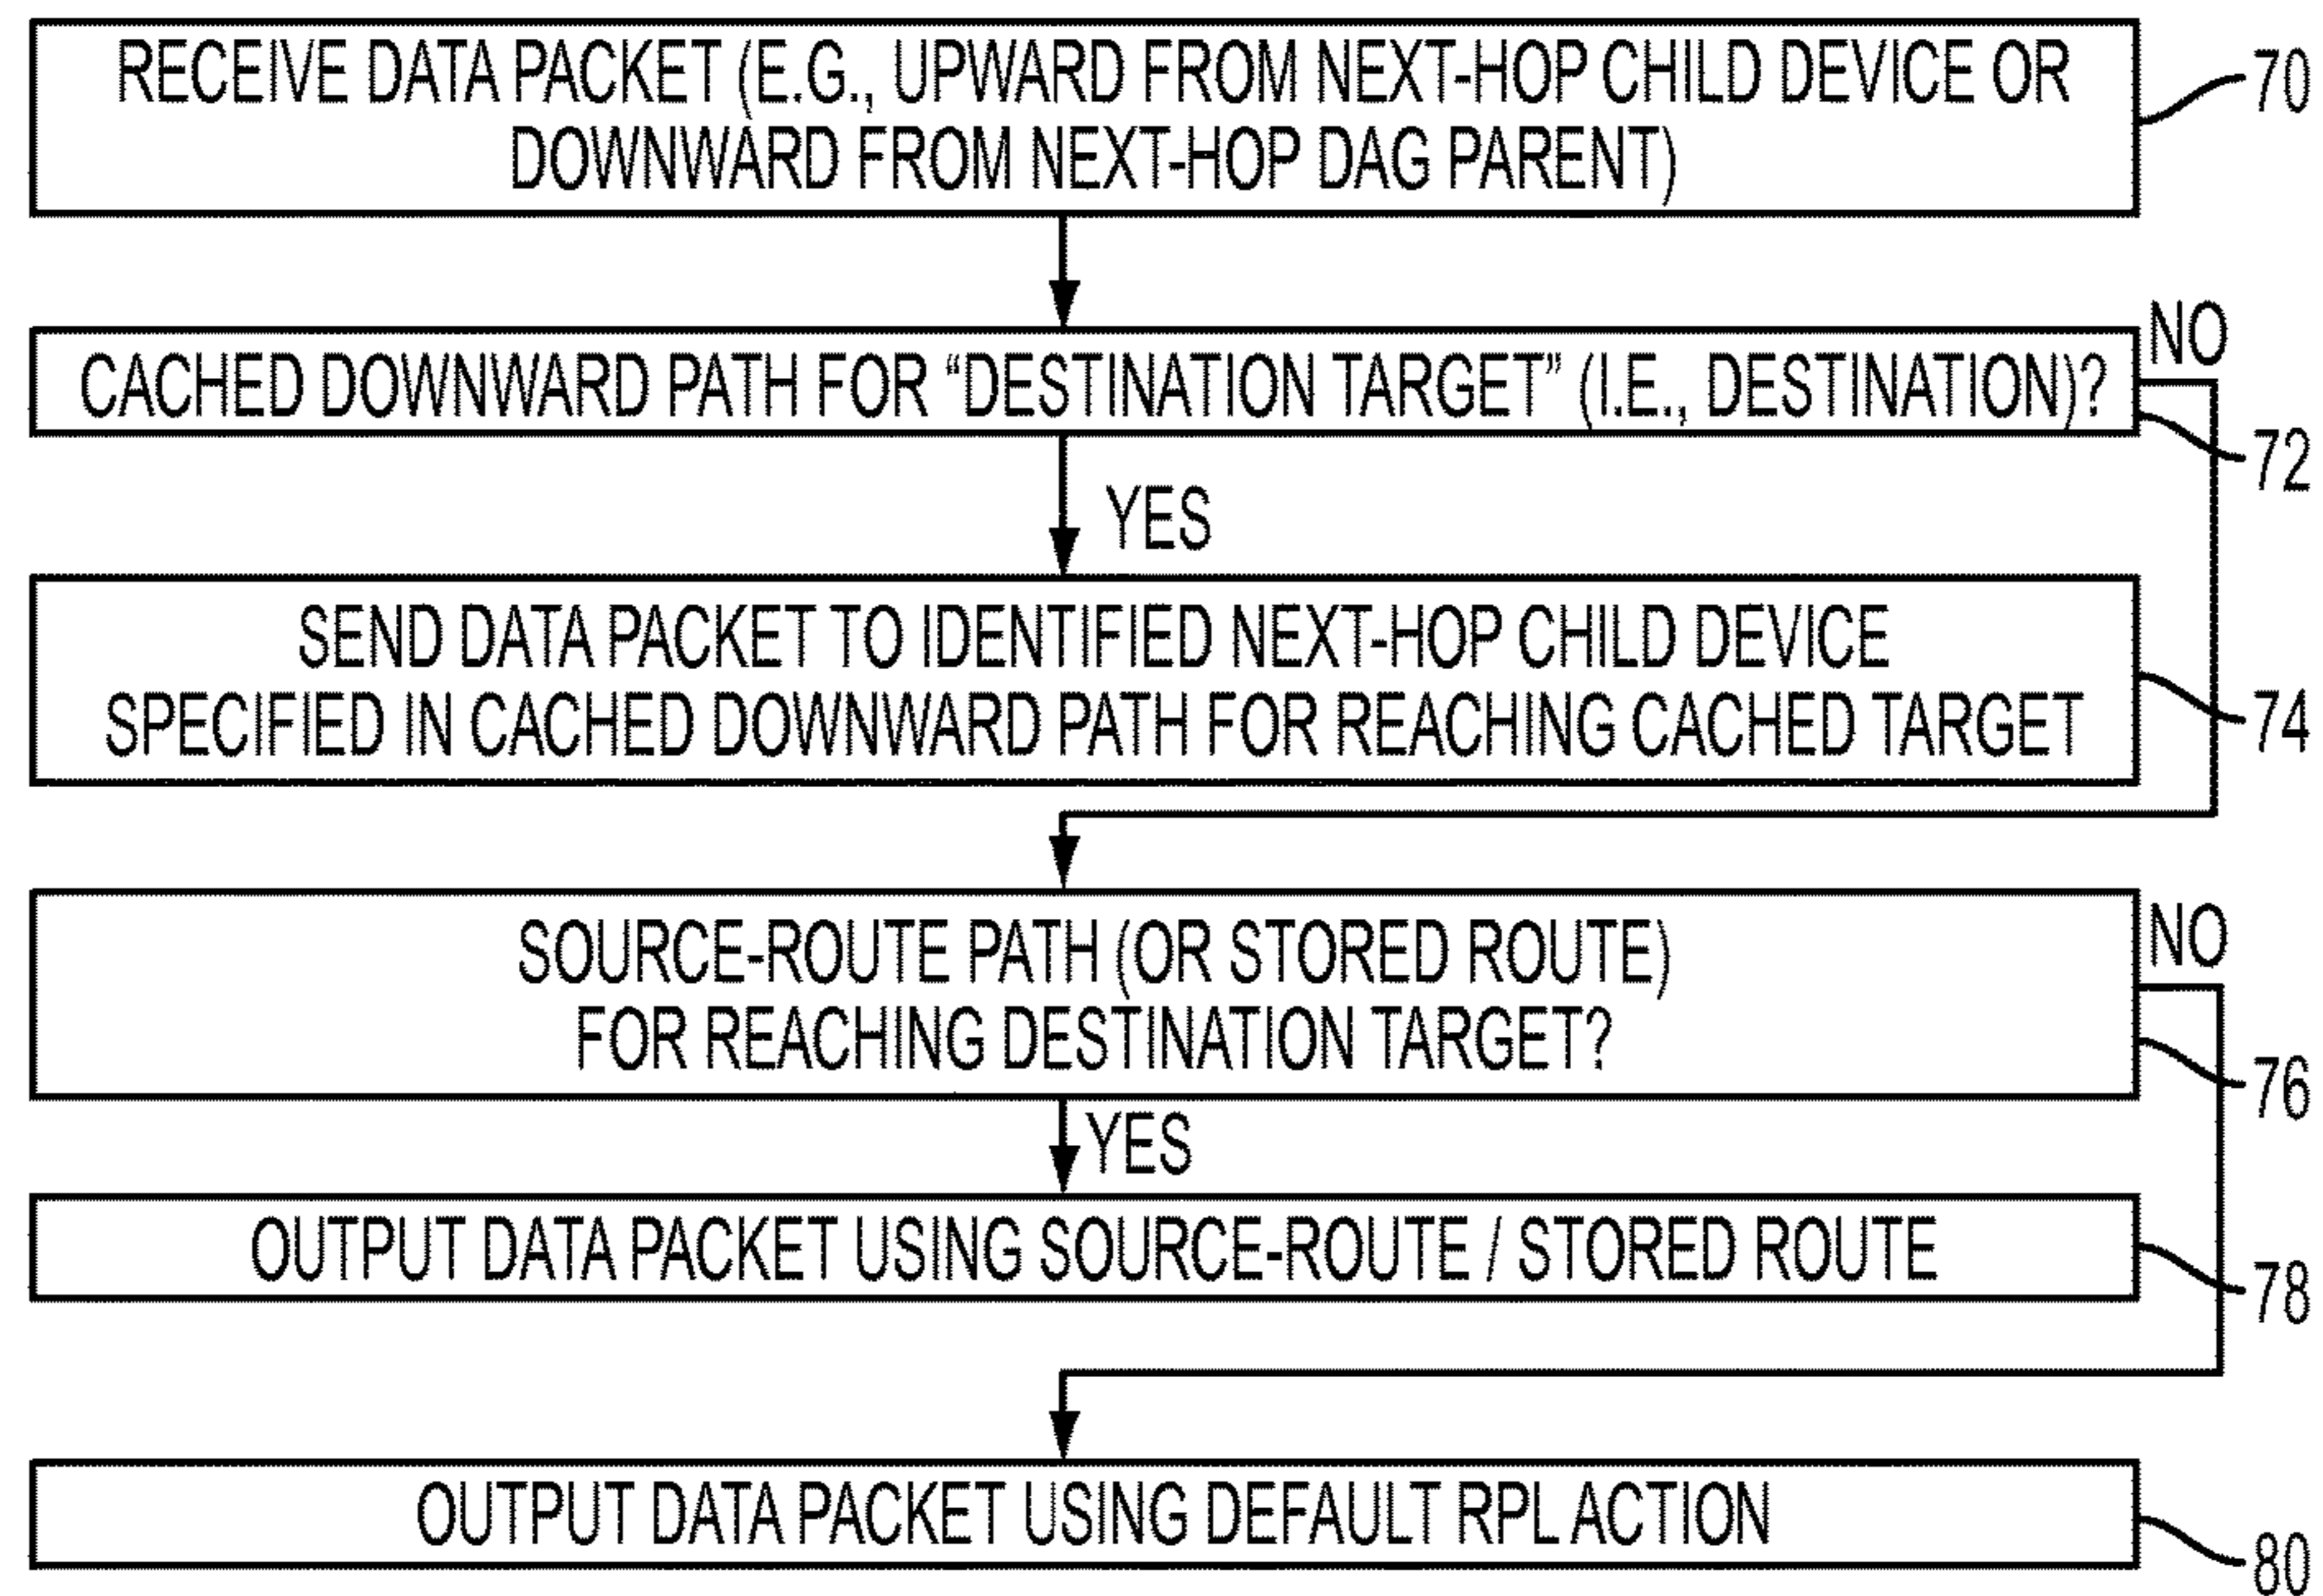 RECEIVE DATA PACKET (E.G., UPWARD FROM NEXT-HOP CHILD DEVICE OR
DOWNWARD FROM NEXT-HOP DAG PARENT)
70
CACHED DOWNWARD PATH FOR “DESTINATION TARGET” (I.E., DESTINATION)?
NO
72
YES
SEND DATA PACKET TO IDENTIFIED NEXT-HOP CHILD DEVICE
SPECIFIED IN CACHED DOWNWARD PATH FOR REACHING CACHED TARGET
74
SOURCE-ROUTE PATH (OR STORED ROUTE)
FOR REACHING DESTINATION TARGET?
NO
76
YES
OUTPUT DATA PACKET USING SOURCE-ROUTE / STORED ROUTE
78
OUTPUT DATA PACKET USING DEFAULT RPL ACTION
80